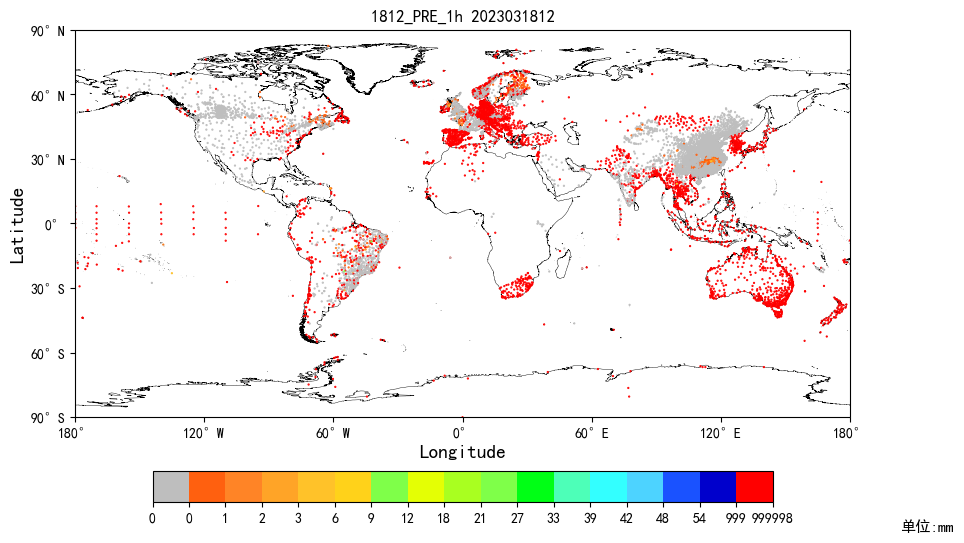 1812_PRE_1h 2023031812
90° N
60° N
30° N
0°
30° S
60° S
90° S
Latitude
180° 120° W 60° W 0° 60° E 120° E 180°
Longitude
0 0 1 2 3 6 9 12 18 21 27 33 39 42 48 54 999 999998
单位:mm